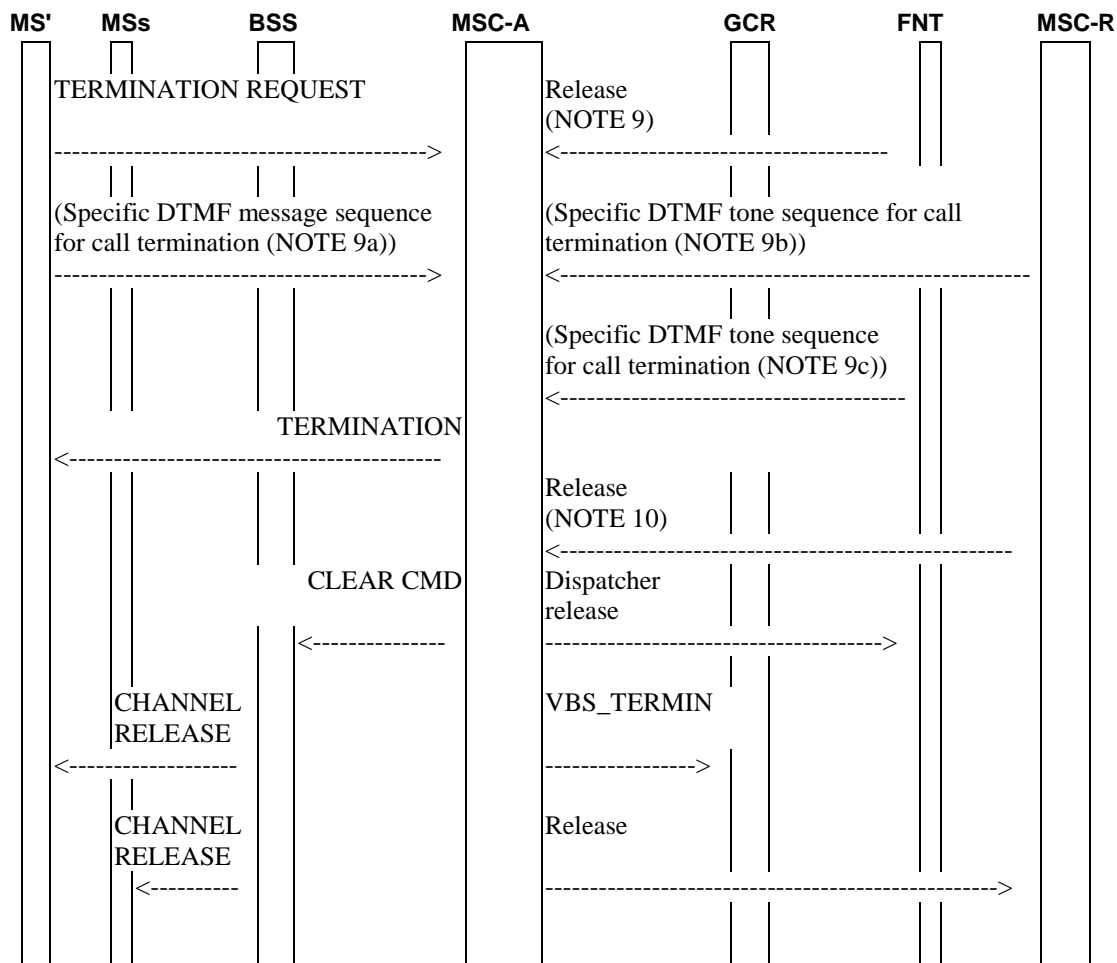 MS' MSs BSS MSC-A GCR FNT MSC-R
TERMINATION REQUEST
Release
(NOTE 9)
(Specific DTMF message sequence
for call termination (NOTE 9a))
(Specific DTMF tone sequence for call
termination (NOTE 9b))
(Specific DTMF tone sequence
for call termination (NOTE 9c))
TERMINATION
Release
(NOTE 10)
CLEAR CMD
Dispatcher
release
CHANNEL
RELEASE
VBS_TERMIN
CHANNEL
RELEASE
Release